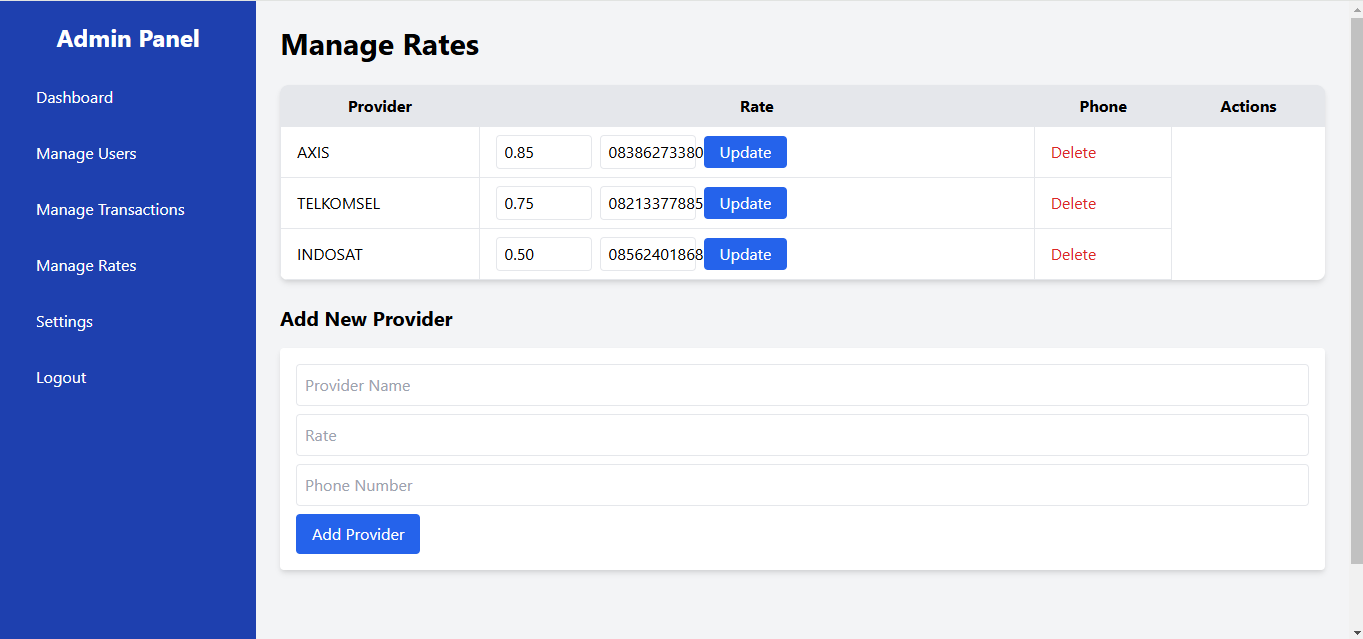 Admin Panel
Dashboard
Manage Users
Manage Transactions
Manage Rates
Settings
Logout
Manage Rates
Provider Rate Phone Actions
AXIS 0.85 08386273380 Update Delete
TELKOMSEL 0.75 08213377885 Update Delete
INDOSAT 0.50 08562401868 Update Delete
Add New Provider
Provider Name
Rate
Phone Number
Add Provider